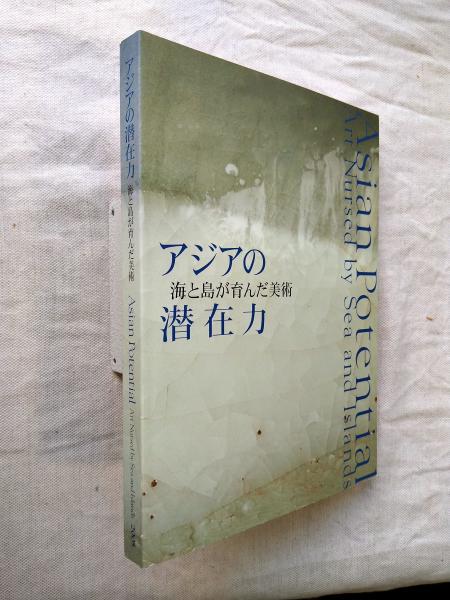 アジアの
海と島が育んだ美術
潜在力
Asian Potential
Art Nursed by Sea and Islands
アジアの潜在力 海と島が育んだ美術 Asian Potential Art Nursed by Sea and Islands